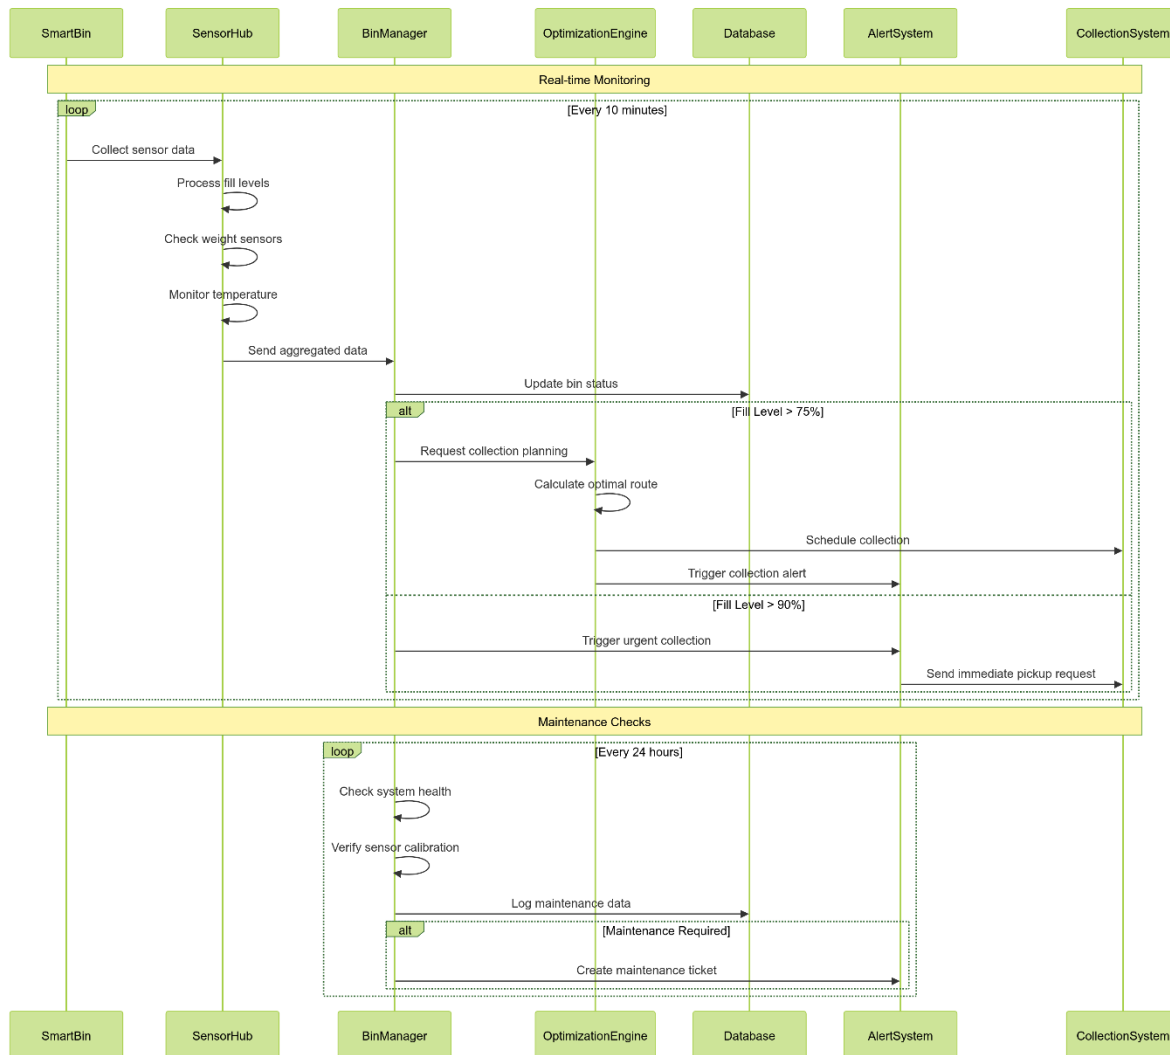 SmartBin
SensorHub
BinManager
OptimizationEngine
Database
AlertSystem
CollectionSystem
Real-time Monitoring
loop
[Every 10 minutes]
Collect sensor data
Process fill levels
Check weight sensors
Monitor temperature
Send aggregated data
Update bin status
alt
[Fill Level > 75%]
Request collection planning
Calculate optimal route
Schedule collection
Trigger collection alert
[Fill Level > 90%]
Trigger urgent collection
Send immediate pickup request
Maintenance Checks
loop
[Every 24 hours]
Check system health
Verify sensor calibration
Log maintenance data
alt
[Maintenance Required]
Create maintenance ticket
SmartBin
SensorHub
BinManager
OptimizationEngine
Database
AlertSystem
CollectionSystem